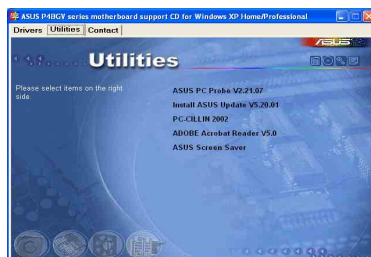 ASUS P4BGV series motherboard support CD for Windows XP Home/Professional
Drivers
Utilities
Contact
ASUS
Utilities
Please select items on the right
side.
ASUS PC Probe V2.21.07
Install ASUS Update V5.20.01
PC-CILLIN 2002
ADOBE Acrobat Reader V5.0
ASUS Screen Saver